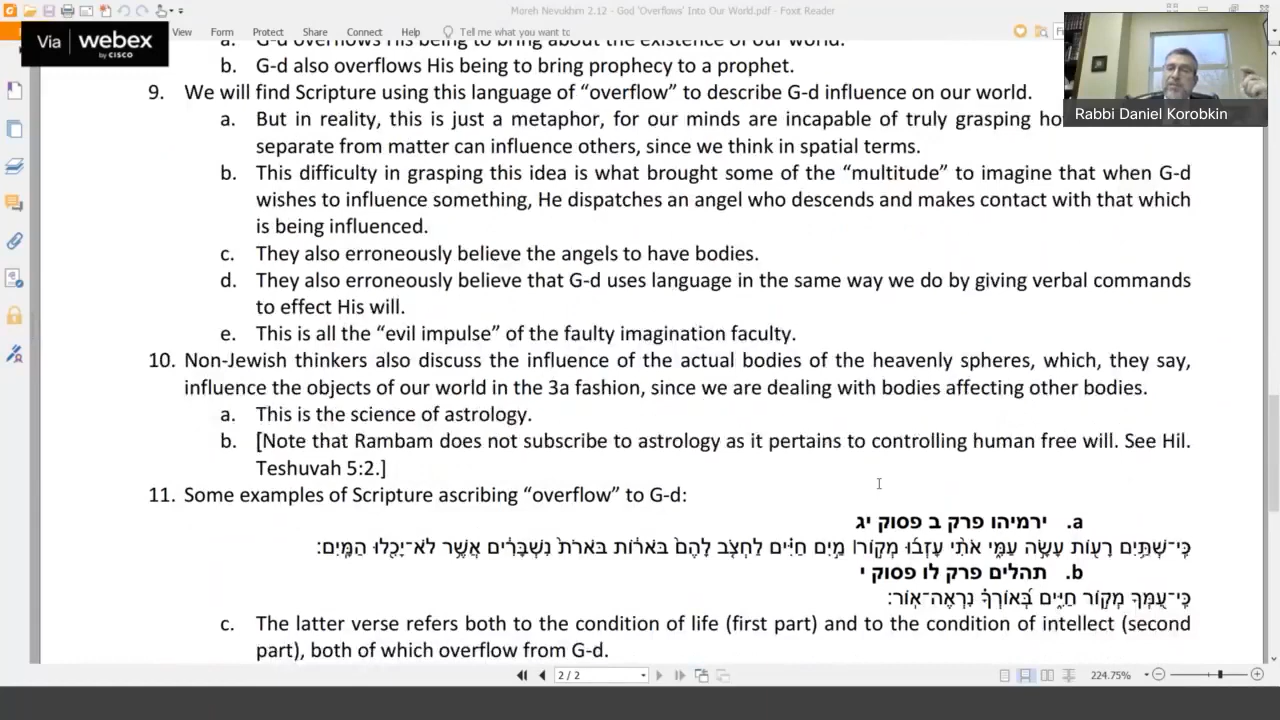 Moreh Nevukhm 2.12 - God 'Overflows' Into Our World.pdf - Foxit Reader
Via webex by CISCO
View Form Protect Share Connect Help Tell me what you want to
Rabbi Daniel Korobkin
a. G-d overflows His being to bring about the existence of our world.
b. G-d also overflows His being to bring prophecy to a prophet.
9. We will find Scripture using this language of “overflow” to describe G-d influence on our world.
a. But in reality, this is just a metaphor, for our minds are incapable of truly grasping
separate from matter can influence others, since we think in spatial terms.
b. This difficulty in grasping this idea is what brought some of the “multitude” to imagine that when G-d
wishes to influence something, He dispatches an angel who descends and makes contact with that which
is being influenced.
c. They also erroneously believe the angels to have bodies.
d. They also erroneously believe that G-d uses language in the same way we do by giving verbal commands
to effect His will.
e. This is all the “evil impulse” of the faulty imagination faculty.
10. Non-Jewish thinkers also discuss the influence of the actual bodies of the heavenly spheres, which, they say,
influence the objects of our world in the 3a fashion, since we are dealing with bodies affecting other bodies.
a. This is the science of astrology.
b. [Note that Rambam does not subscribe to astrology as it pertains to controlling human free will. See Hil.
Teshuvah 5:2.]
11. Some examples of Scripture ascribing “overflow” to G-d:
a. ירמיהו פרק ב פסוק יג
כִּֽי־שְׁתַּ֥יִם רָע֖וֹת עָשָׂ֣ה עַמִּ֑י אֹתִ֨י עָזְב֜וּ מְק֣וֹר׀ מַ֣יִם חַיִּ֗ים לַחְצֹ֤ב לָהֶם֙ בֹּאר֔וֹת בֹּארֹת֙ נִשְׁבָּרִ֔ים אֲשֶׁ֥ר לֹא־יָכִ֖לוּ הַמָּֽיִם:
b. תהלים פרק לו פסוק י
כִּֽי־עִ֭מְּךָ מְק֣וֹר חַיִּ֑ים בְּ֝אוֹרְךָ֗ נִרְאֶה־אֽוֹר:
c. The latter verse refers both to the condition of life (first part) and to the condition of intellect (second
part), both of which overflow from G-d.
2 / 2
224.75%